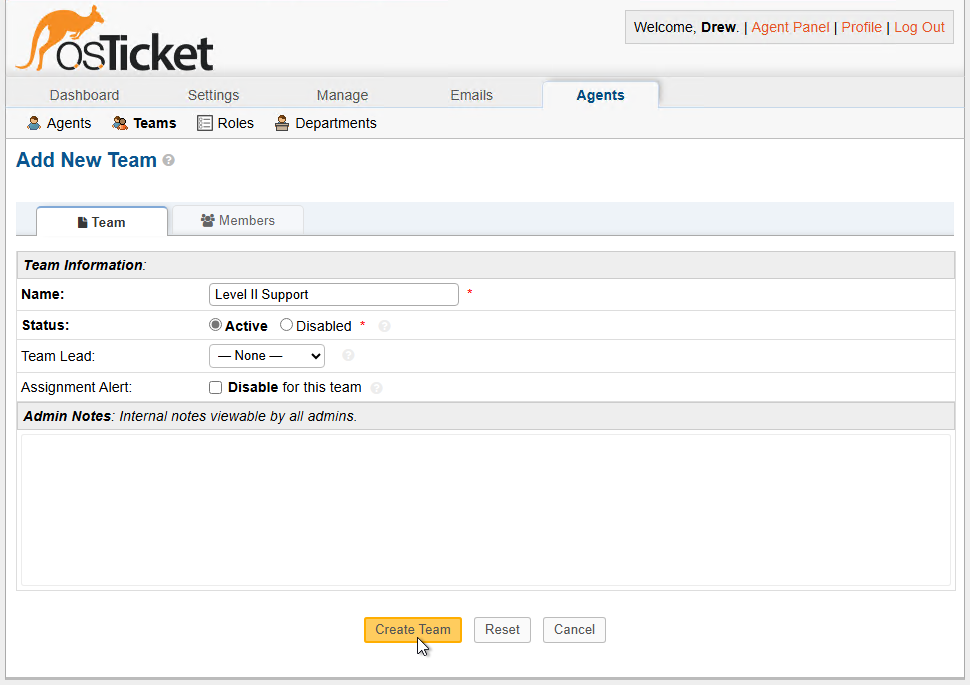 osTicket
Welcome, Drew. | Agent Panel | Profile | Log Out
Dashboard Settings Manage Emails Agents
Agents Teams Roles Departments
Add New Team ?
Team Members
Team Information:
Name: Level II Support *
Status: Active Disabled * ?
Team Lead: — None — ?
Assignment Alert: Disable for this team ?
Admin Notes: Internal notes viewable by all admins.
Create Team Reset Cancel